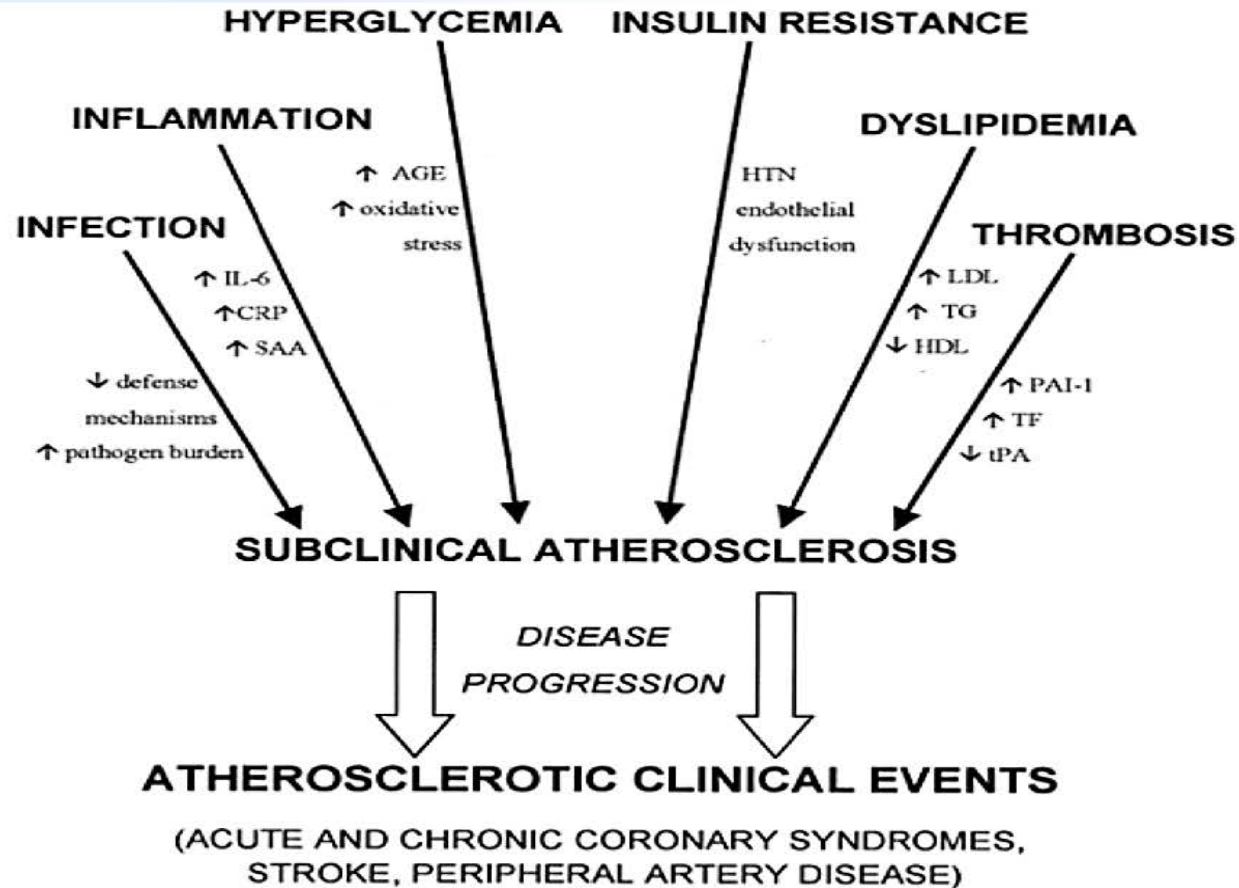 HYPERGLYCEMIA
INSULIN RESISTANCE
INFLAMMATION
DYSLIPIDEMIA
INFECTION
THROMBOSIS
↑ AGE
↑ oxidative
stress
HTN
endothelial
dysfunction
↑ IL-6
↑CRP
↑ SAA
↑ LDL
↑ TG
↓ HDL
↓ defense
mechanisms
↑ pathogen burden
↑ PAI-1
↑ TF
↓ tPA
SUBCLINICAL ATHEROSCLEROSIS
DISEASE
PROGRESSION
ATHEROSCLEROTIC CLINICAL EVENTS
(ACUTE AND CHRONIC CORONARY SYNDROMES,
STROKE, PERIPHERAL ARTERY DISEASE)